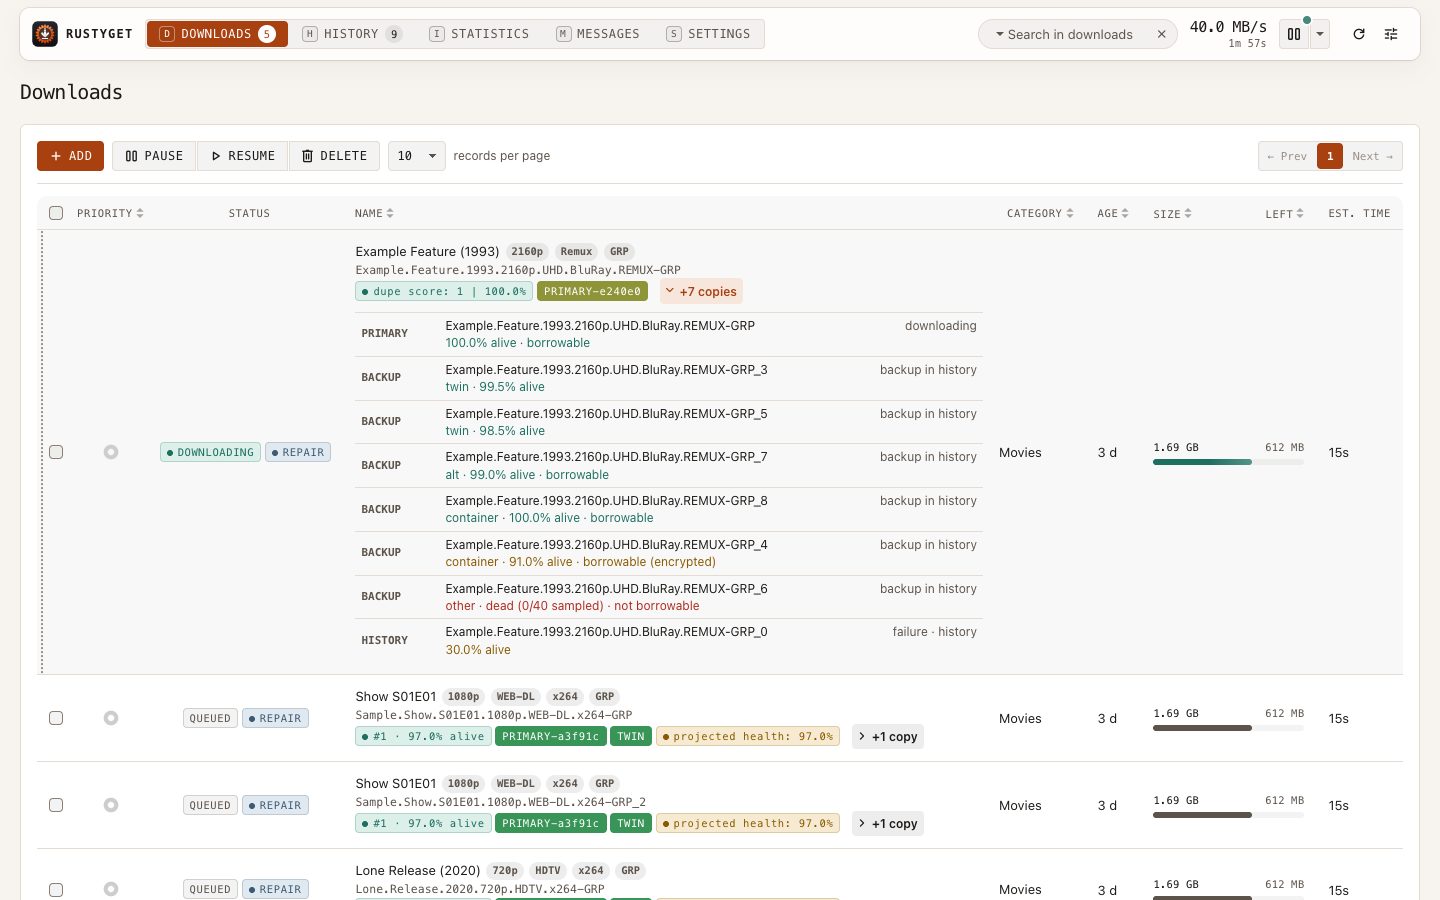 RUSTYGET D DOWNLOADS 5 H HISTORY 9 I STATISTICS M MESSAGES S SETTINGS Search in downloads 40.0 MB/s
1m 57s
Downloads
+ ADD PAUSE RESUME DELETE 10 records per page ← Prev 1 Next →
PRIORITY STATUS NAME CATEGORY AGE SIZE LEFT EST. TIME
Example Feature (1993) 2160p Remux GRP
Example.Feature.1993.2160p.UHD.BluRay.REMUX-GRP
dupe score: 1 | 100.0% PRIMARY-e240e0 +7 copies
PRIMARY Example.Feature.1993.2160p.UHD.BluRay.REMUX-GRP downloading
100.0% alive · borrowable
BACKUP Example.Feature.1993.2160p.UHD.BluRay.REMUX-GRP_3 backup in history
twin · 99.5% alive
BACKUP Example.Feature.1993.2160p.UHD.BluRay.REMUX-GRP_5 backup in history
twin · 98.5% alive
DOWNLOADING REPAIR Movies 3 d 1.69 GB 612 MB 15s
BACKUP Example.Feature.1993.2160p.UHD.BluRay.REMUX-GRP_7 backup in history
alt · 99.0% alive · borrowable
BACKUP Example.Feature.1993.2160p.UHD.BluRay.REMUX-GRP_8 backup in history
container · 100.0% alive · borrowable
BACKUP Example.Feature.1993.2160p.UHD.BluRay.REMUX-GRP_4 backup in history
container · 91.0% alive · borrowable (encrypted)
BACKUP Example.Feature.1993.2160p.UHD.BluRay.REMUX-GRP_6 backup in history
other · dead (0/40 sampled) · not borrowable
HISTORY Example.Feature.1993.2160p.UHD.BluRay.REMUX-GRP_0 failure · history
30.0% alive
Show S01E01 1080p WEB-DL x264 GRP
Sample.Show.S01E01.1080p.WEB-DL.x264-GRP
QUEUED REPAIR Movies 3 d 1.69 GB 612 MB 15s
#1 · 97.0% alive PRIMARY-a3f91c TWIN projected health: 97.0% +1 copy
Show S01E01 1080p WEB-DL x264 GRP
Sample.Show.S01E01.1080p.WEB-DL.x264-GRP_2
QUEUED REPAIR Movies 3 d 1.69 GB 612 MB 15s
#1 · 97.0% alive PRIMARY-a3f91c TWIN projected health: 97.0% +1 copy
Lone Release (2020) 720p HDTV x264 GRP
Lone.Release.2020.720p.HDTV.x264-GRP
QUEUED REPAIR Movies 3 d 1.69 GB 612 MB 15s